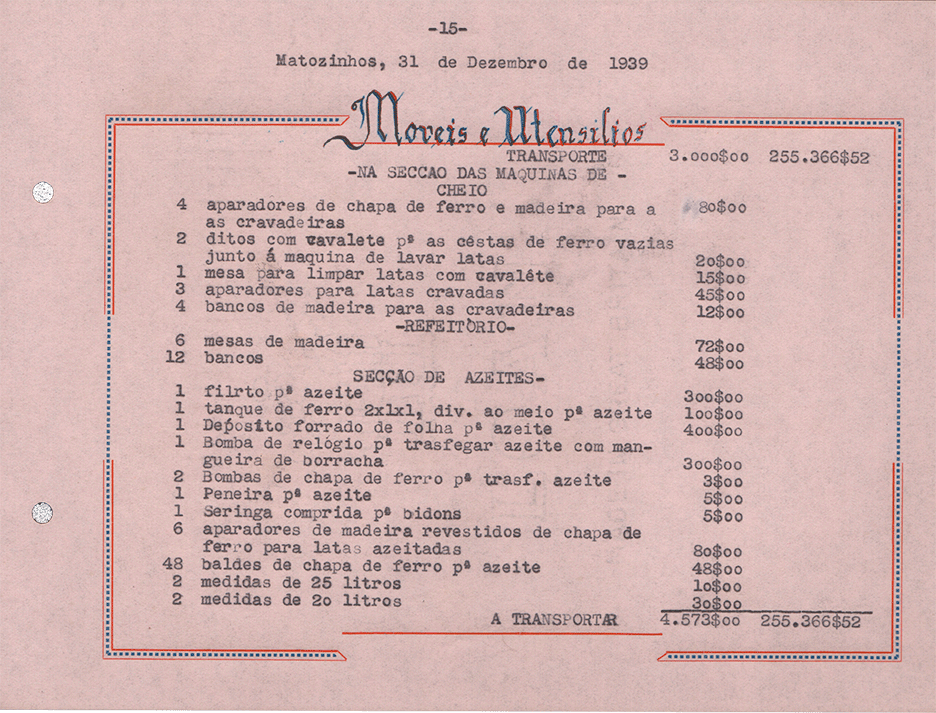 -15-
Matozinhos, 31 de Dezembro de 1939
Moveis e Utensilios
TRANSPORTE 3.000$00 255.366$52
-NA SECCAO DAS MAQUINAS DE -
CHEIO
4 aparadores de chapa de ferro e madeira para a 80$00
as cravadeiras
2 ditos com cavalete pª as céstas de ferro vazias
junto á maquina de lavar latas 20$00
1 mesa para limpar latas com cavalête 15$00
3 aparadores para latas cravadas 45$00
4 bancos de madeira para as cravadeiras 12$00
-REFEITÒRIO-
6 mesas de madeira 72$00
12 bancos 48$00
SECÇÃO DE AZEITES-
1 filrto pª azeite 300$00
1 tanque de ferro 2x1x1, div. ao meio pª azeite 100$00
1 Depósito forrado de folha pª azeite 400$00
1 Bomba de relógio pª trasfegar azeite com man-
gueira de borracha 300$00
2 Bombas de chapa de ferro pª trasf. azeite 3$00
1 Peneira pª azeite 5$00
1 Seringa comprida pª bidons 5$00
6 aparadores de madeira revestidos de chapa de
ferro para latas azeitadas 80$00
48 baldes de chapa de ferro pª azeite 48$00
2 medidas de 25 litros 10$00
2 medidas de 20 litros 30$00
A TRANSPORTAR 4.573$00 255.366$52